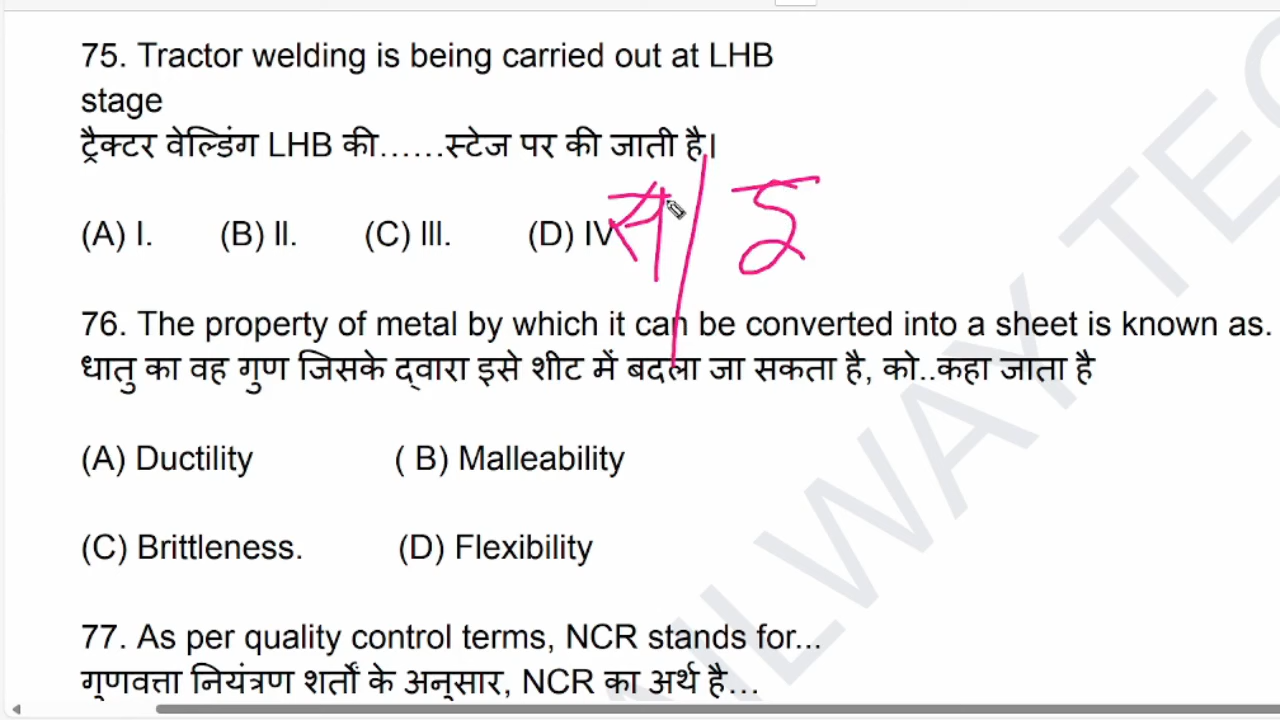 75. Tractor welding is being carried out at LHB
stage
ट्रैक्टर वेल्डिंग LHB की......स्टेज पर की जाती है।
(A) I. (B) II. (C) III. (D) IV
76. The property of metal by which it can be converted into a sheet is known as.
धातु का वह गुण जिसके द्वारा इसे शीट में बदला जा सकता है, को..कहा जाता है
(A) Ductility ( B) Malleability
(C) Brittleness. (D) Flexibility
77. As per quality control terms, NCR stands for...
गुणवत्ता नियंत्रण शर्तों के अनुसार, NCR का अर्थ है...